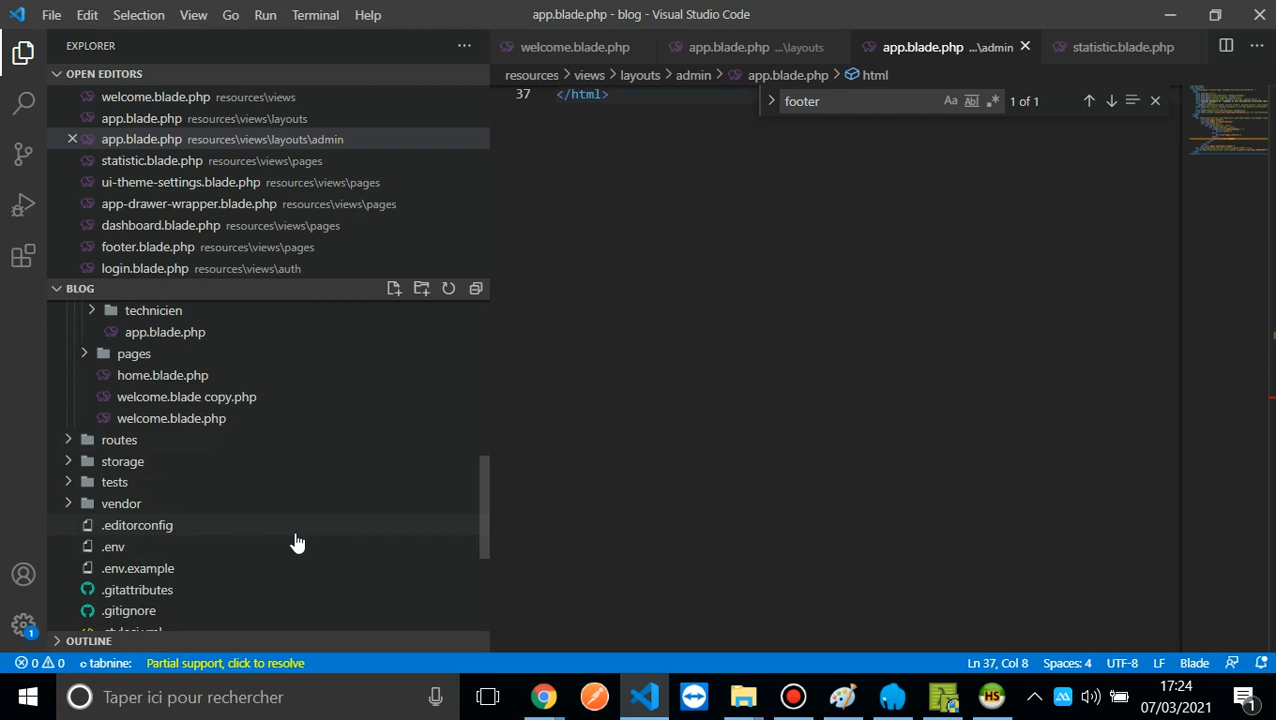 File Edit Selection View Go Run Terminal Help app.blade.php - blog - Visual Studio Code
EXPLORER
OPEN EDITORS
welcome.blade.php resources\views
app.blade.php resources\views\layouts
app.blade.php resources\views\layouts\admin
statistic.blade.php resources\views\pages
ui-theme-settings.blade.php resources\views\pages
app-drawer-wrapper.blade.php resources\views\pages
dashboard.blade.php resources\views\pages
footer.blade.php resources\views\pages
login.blade.php resources\views\auth
BLOG
technicien
app.blade.php
pages
home.blade.php
welcome.blade copy.php
welcome.blade.php
routes
storage
tests
vendor
.editorconfig
.env
.env.example
.gitattributes
.gitignore
OUTLINE
welcome.blade.php app.blade.php ...\layouts app.blade.php ...\admin statistic.blade.php
resources > views > layouts > admin > app.blade.php > html
37 </html>
footer Aa Ab 1 of 1
0 0 tabnine: Partial support, click to resolve Ln 37, Col 8 Spaces: 4 UTF-8 LF Blade
1
Taper ici pour rechercher HS 17:24
07/03/2021
1